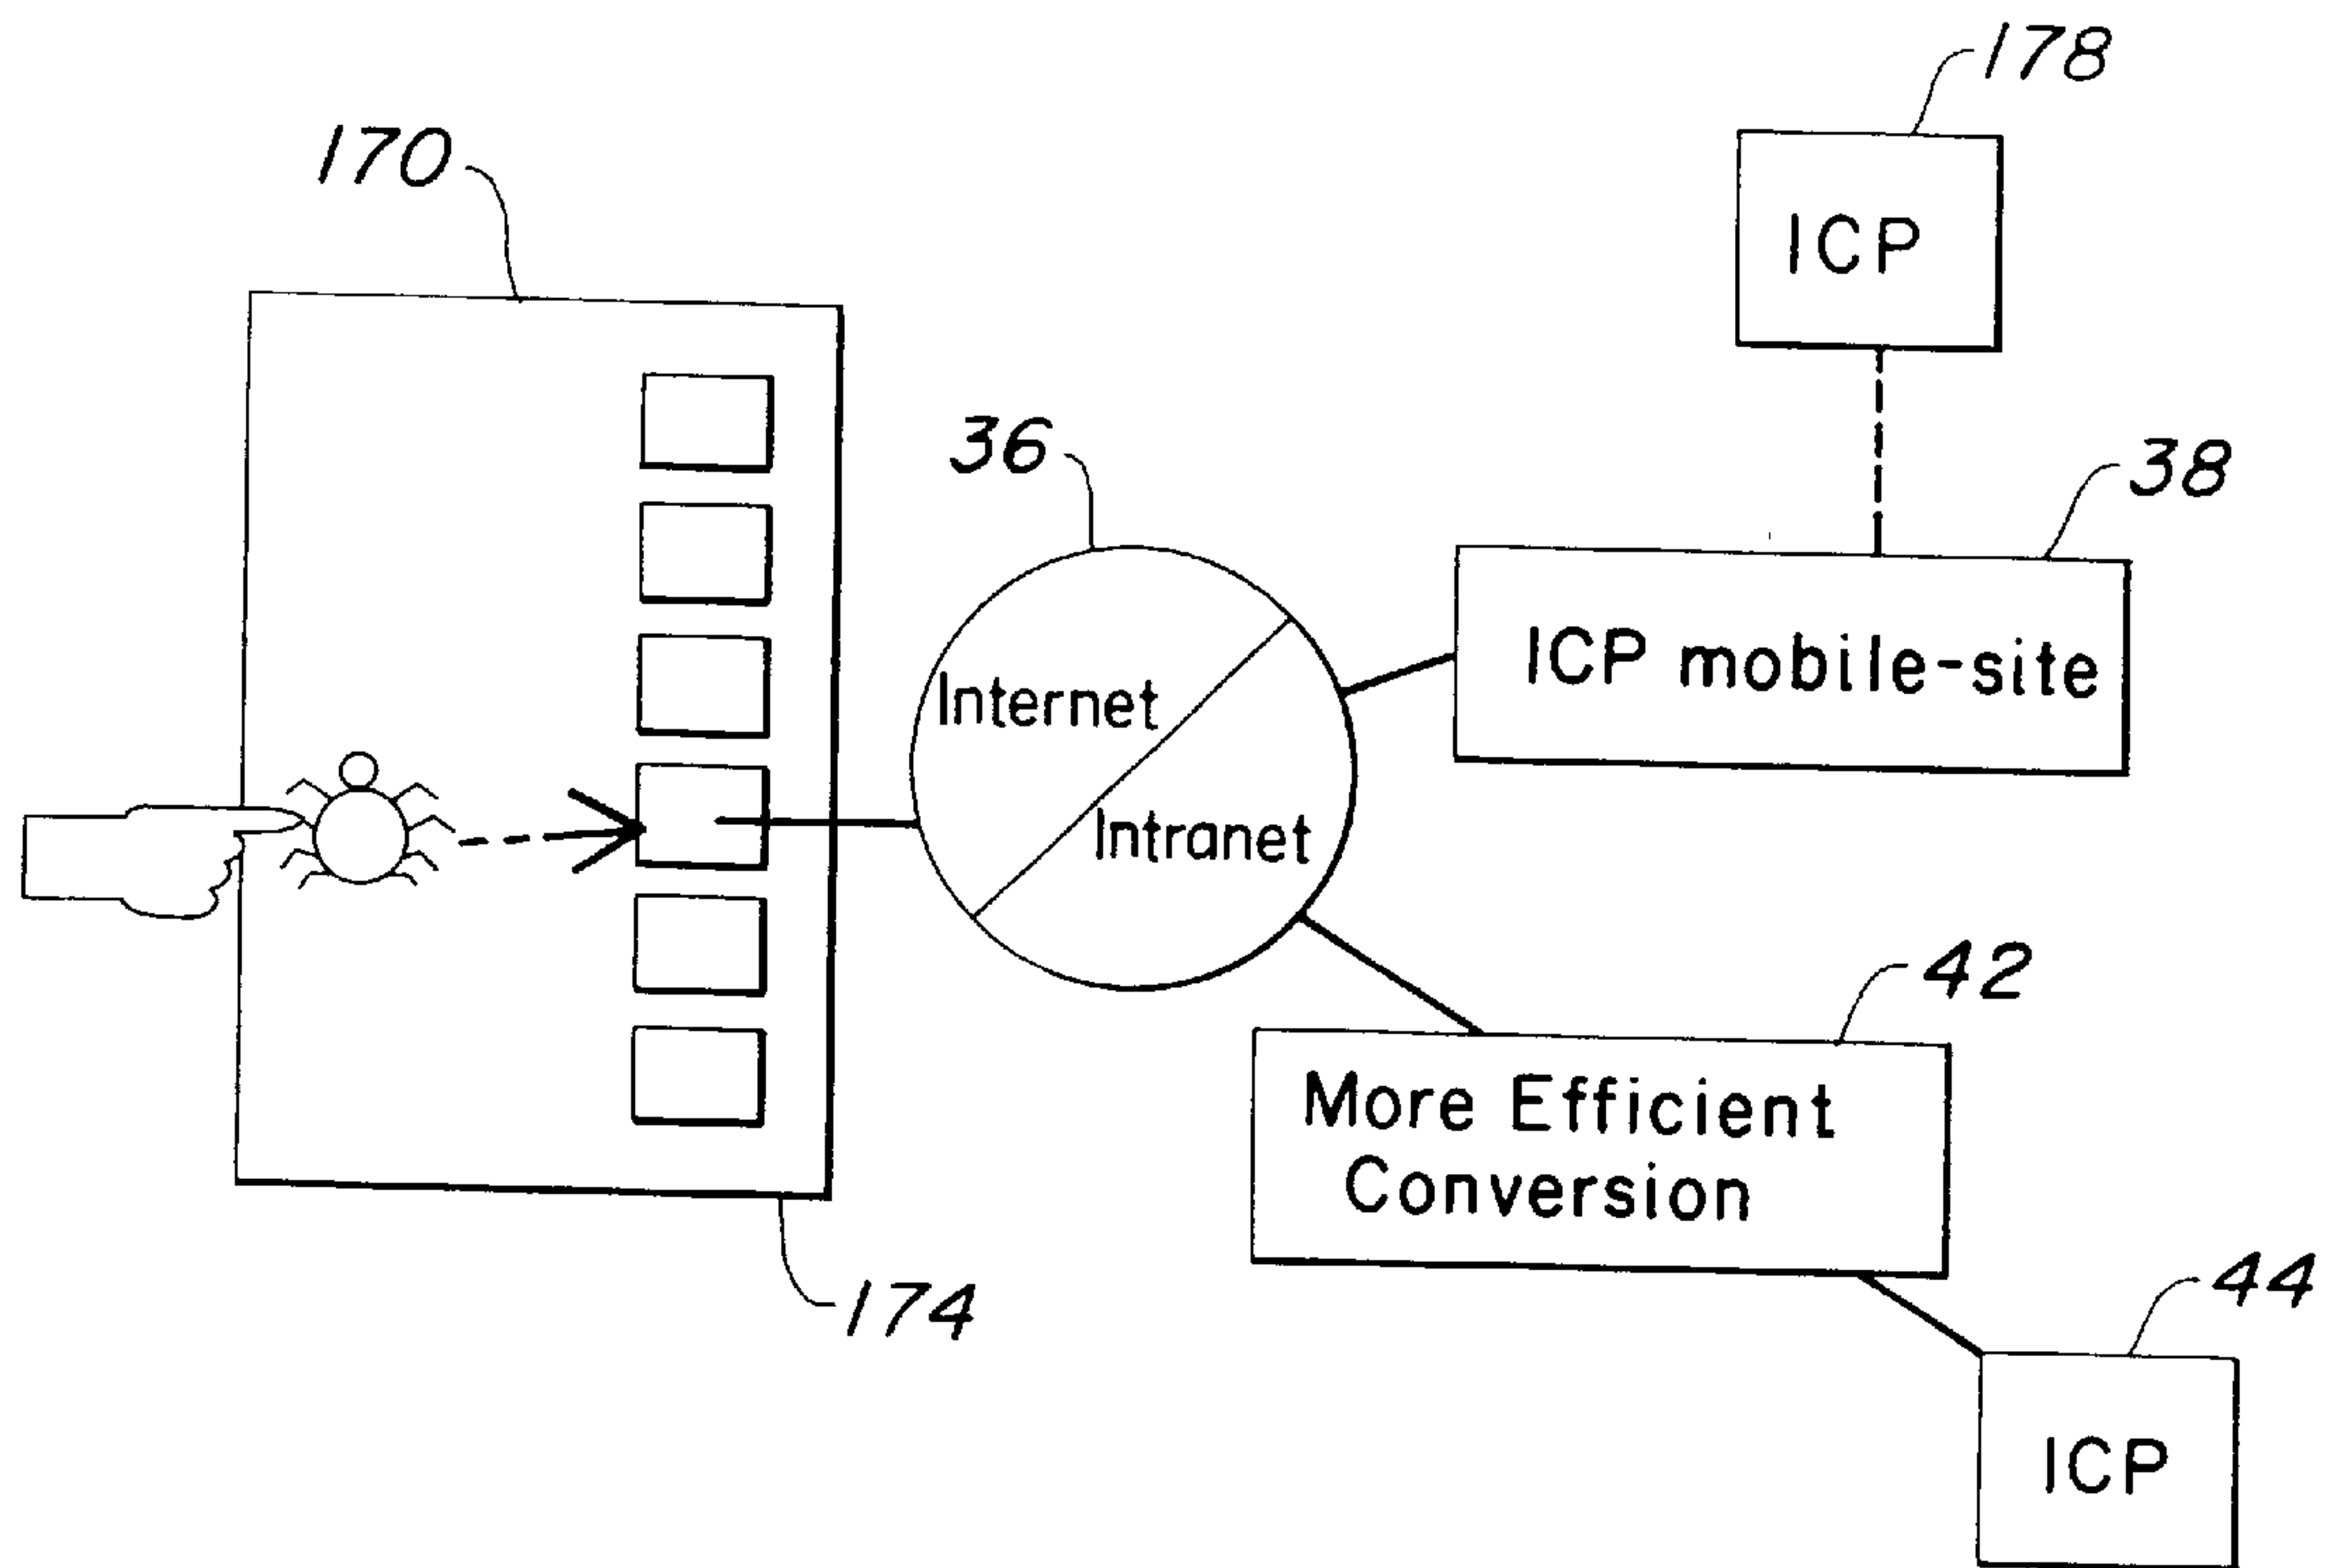 178
170
ICP
36
38
ICP mobile-site
Internet
Intranet
42
More Efficient
Conversion
44
174
ICP